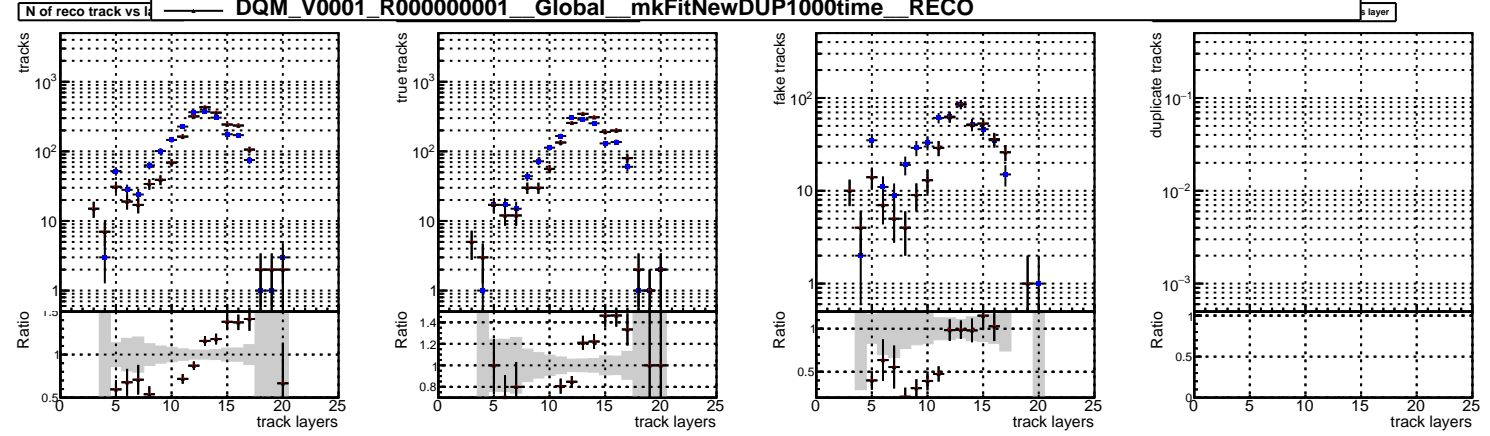 N of reco track vs la
DQM_V0001_R000000001__Global__mkFitNewDUP1000time__RECO
s layer
tracks
10³
10²
10
1
Ratio
1.5
1
0.5
0 5 10 15 20 25
track layers
true tracks
10³
10²
10
1
Ratio
1.4
1.2
1
0.8
0 5 10 15 20 25
track layers
fake tracks
10²
10
1
Ratio
1
0.5
0 5 10 15 20 25
track layers
duplicate tracks
10⁻¹
10⁻²
10⁻³
Ratio
1
0.5
0
0 5 10 15 20 25
track layers